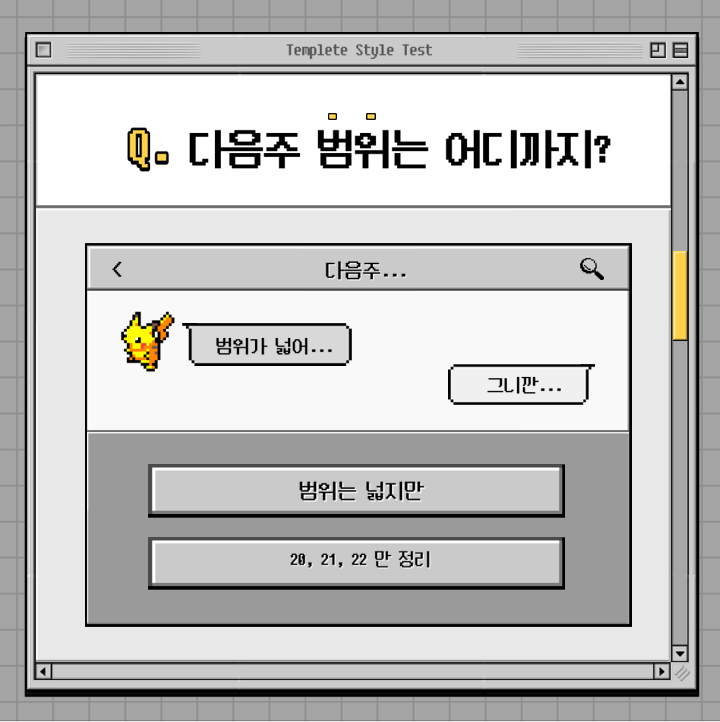 Templete Style Test
Q. 다음주 범위는 어디까지?
다음주...
범위가 넓어...
그니깐...
범위는 넓지만
20, 21, 22 만 정리